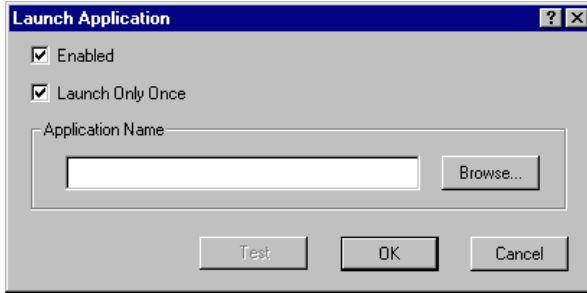 Launch Application
Enabled
Launch Only Once
Application Name
Browse...
Test
OK
Cancel